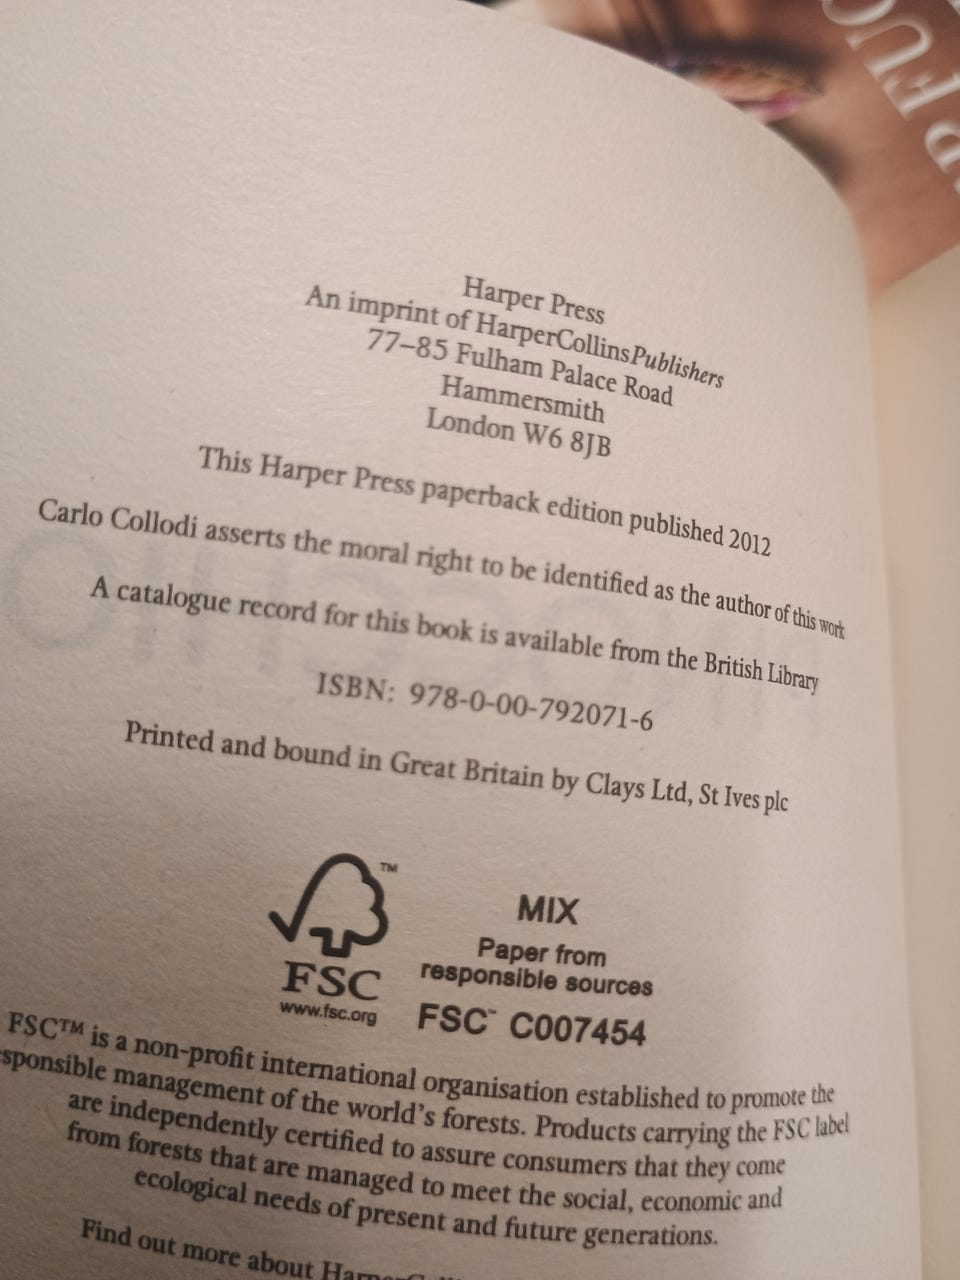 Harper Press
An imprint of HarperCollinsPublishers
77–85 Fulham Palace Road
Hammersmith
London W6 8JB
This Harper Press paperback edition published 2012
Carlo Collodi asserts the moral right to be identified as the author of this work
A catalogue record for this book is available from the British Library
ISBN: 978-0-00-792071-6
Printed and bound in Great Britain by Clays Ltd, St Ives plc
FSC
™
www.fsc.org
MIX
Paper from
responsible sources
FSC™ C007454
FSC™ is a non-profit international organisation established to promote the
sponsible management of the world's forests. Products carrying the FSC label
are independently certified to assure consumers that they come
from forests that are managed to meet the social, economic and
ecological needs of present and future generations.
Find out more about